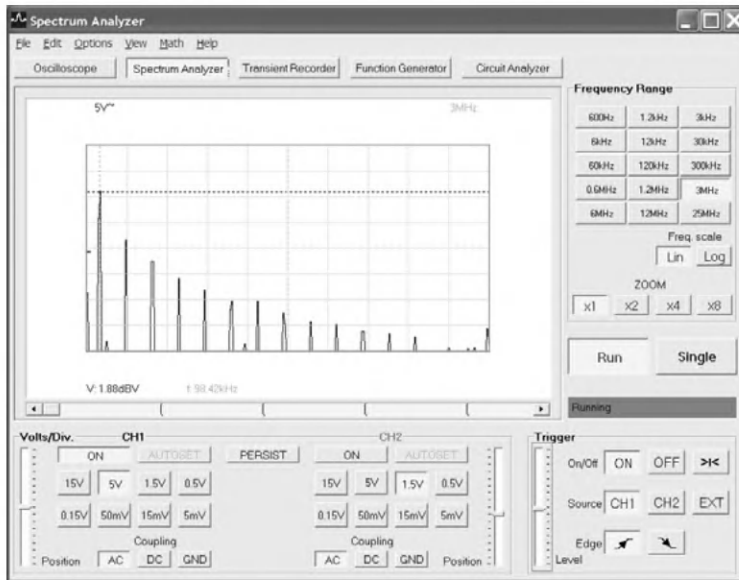 Spectrum Analyzer
File Edit Options View Math Help
Oscilloscope Spectrum Analyzer Transient Recorder Function Generator Circuit Analyzer
5V~ 3MHz
V: 1.88dBV t: 98.42kHz
Frequency Range
600Hz 1.2kHz 3kHz
6kHz 12kHz 30kHz
60kHz 120kHz 300kHz
0.6MHz 1.2MHz 3MHz
6MHz 12MHz 25MHz
Freq. scale
Lin Log
ZOOM
x1 x2 x4 x8
Run Single
Running
Volts/Div. CH1 CH2
ON AUTOSET PERSIST ON AUTOSET
15V 5V 1.5V 0.5V 15V 5V 1.5V 0.5V
0.15V 50mV 15mV 5mV 0.15V 50mV 15mV 5mV
Coupling Coupling
Position AC DC GND AC DC GND Position
Trigger
On/Off ON OFF >I<
Source CH1 CH2 EXT
Edge
Level